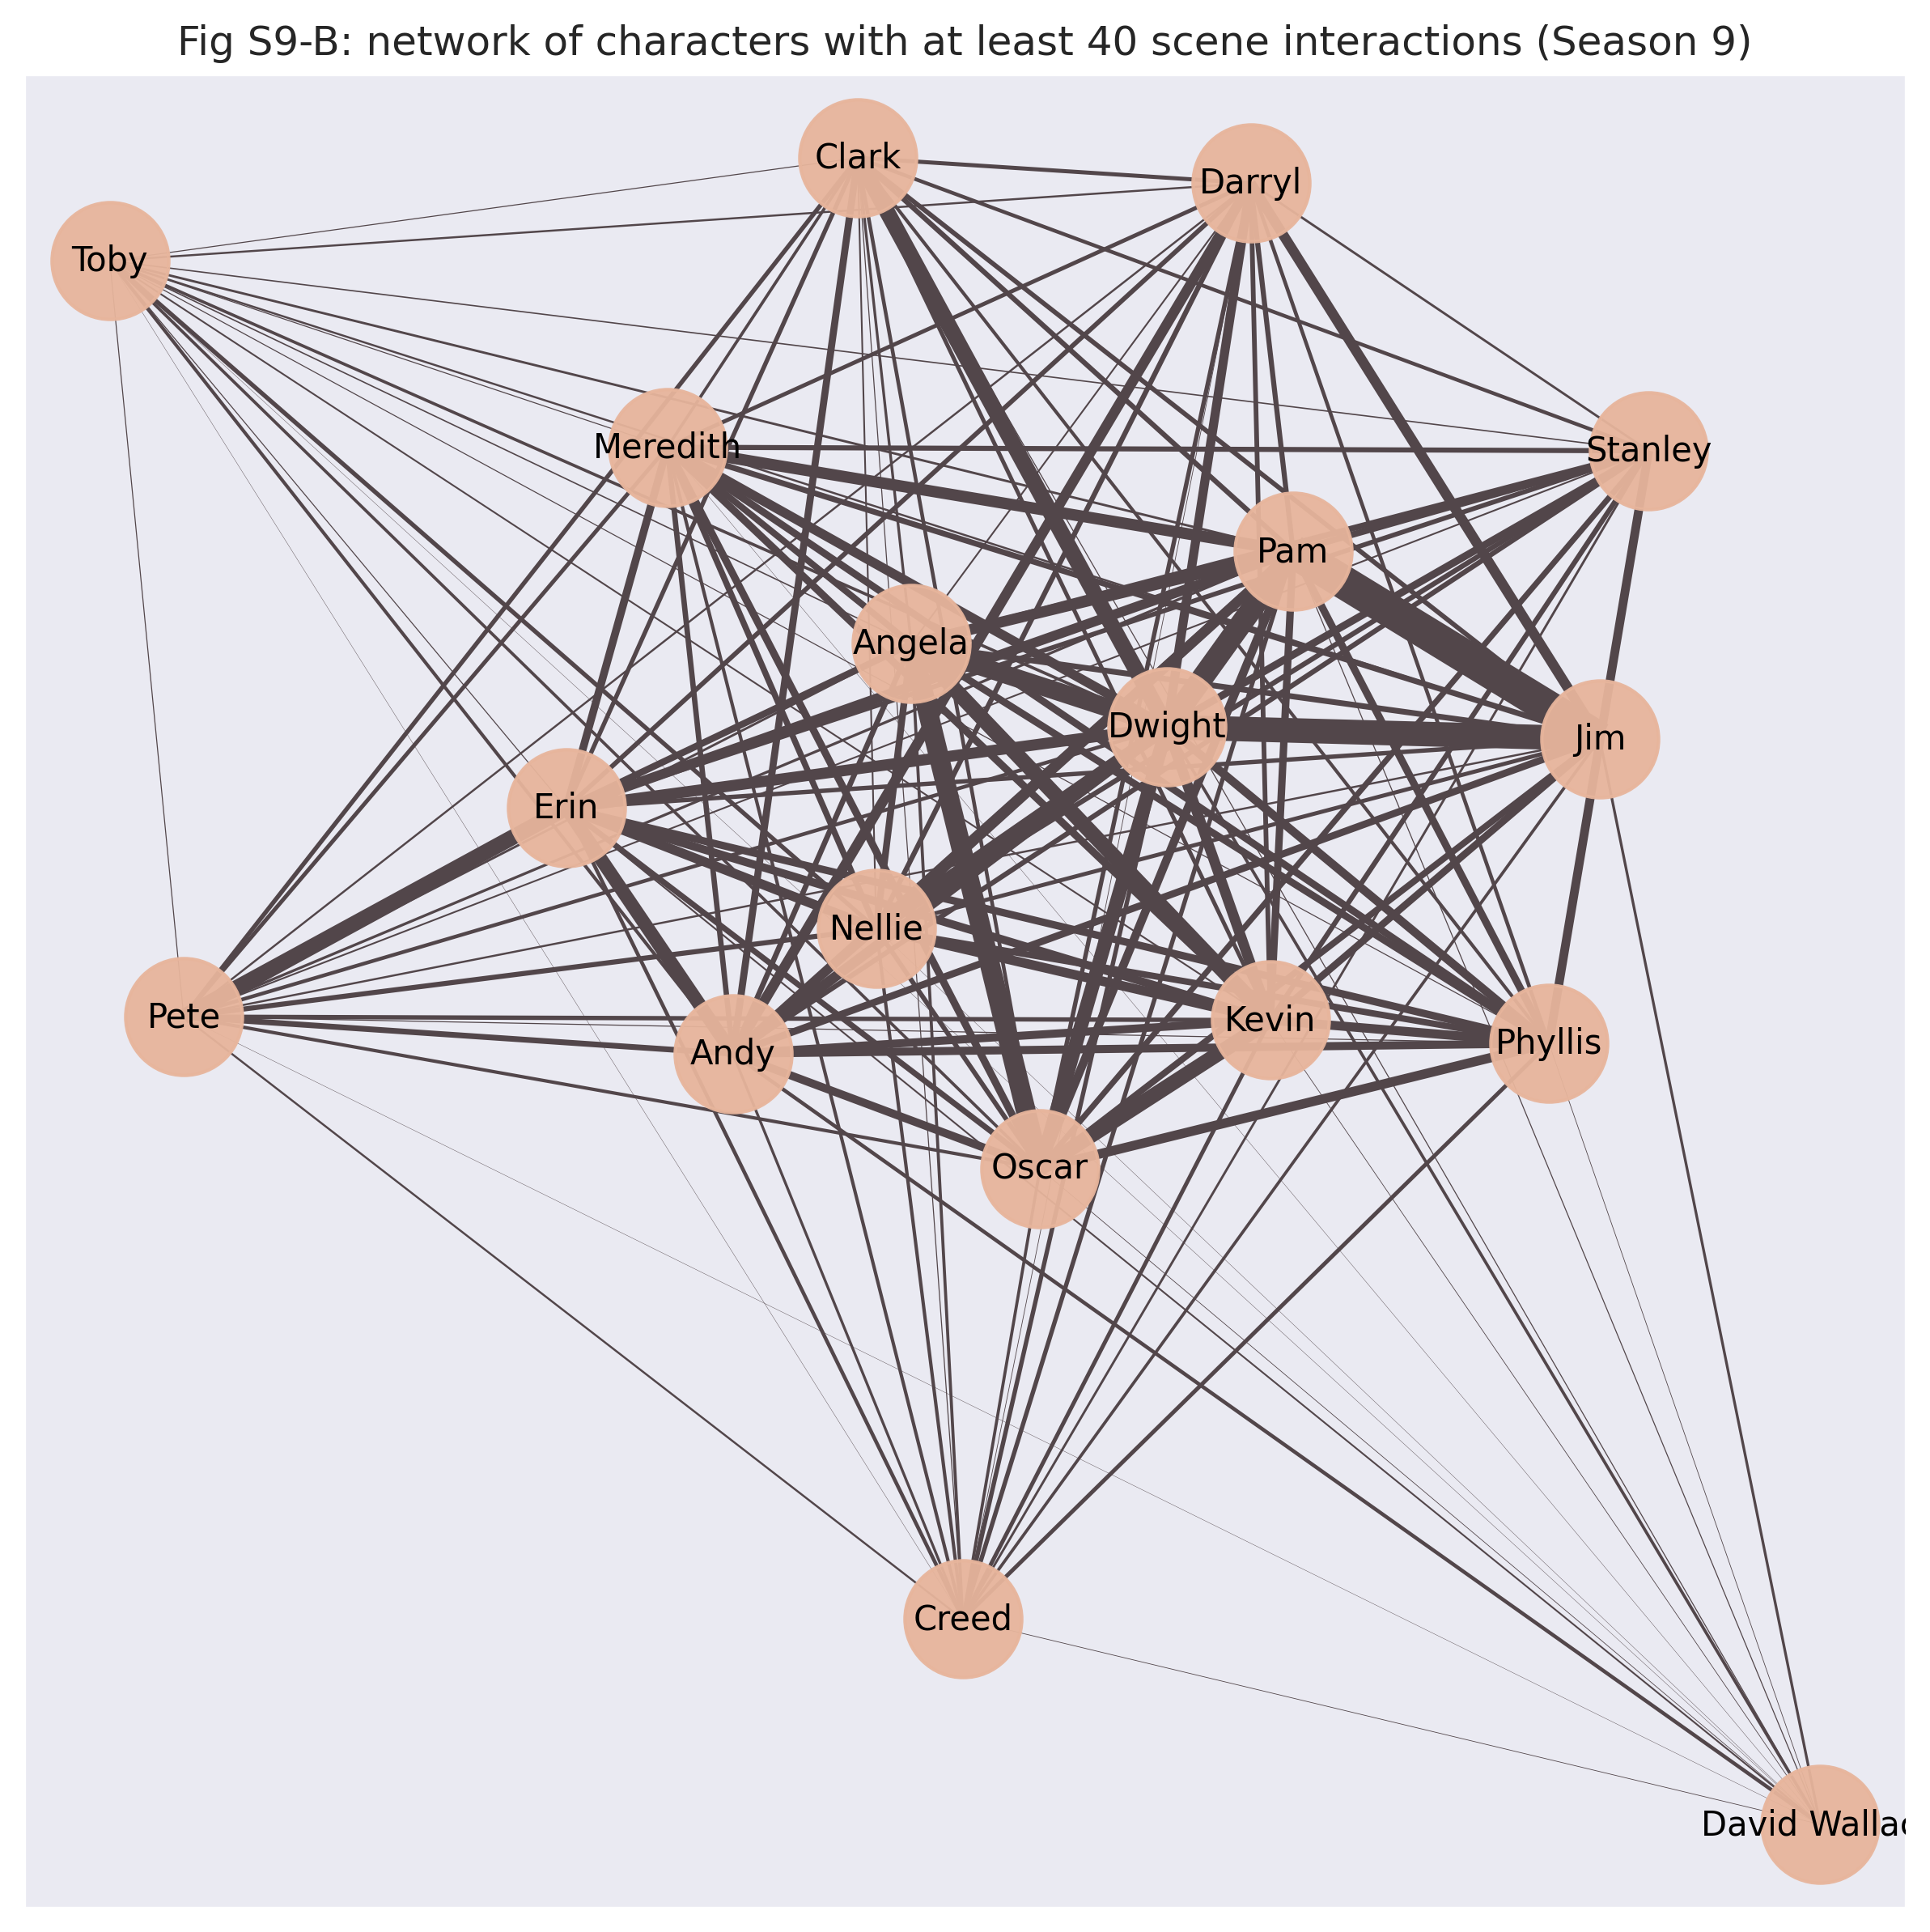 Fig S9-B: network of characters with at least 40 scene interactions (Season 9)
Clark
Darryl
Toby
Meredith
Stanley
Pam
Angela
Dwight
Jim
Erin
Nellie
Pete
Kevin
Phyllis
Andy
Oscar
Creed
David Wallac